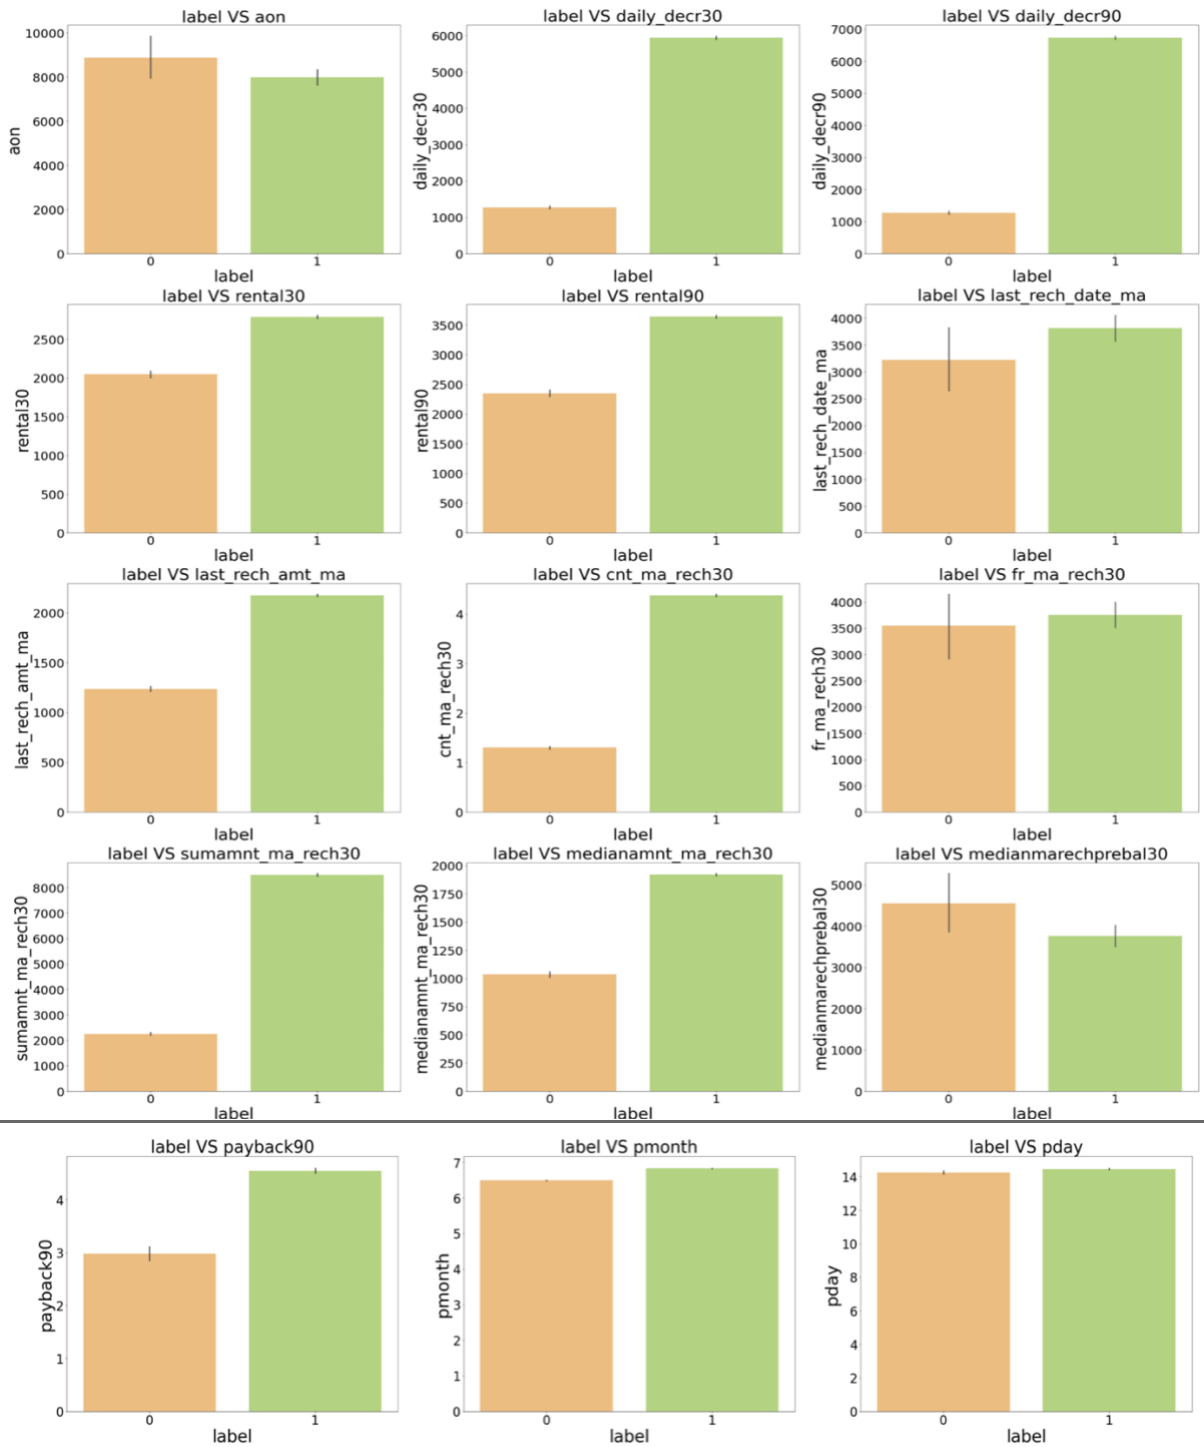 label VS aon
10000
8000
6000
4000
2000
0
aon
0 1
label
label VS daily_decr30
6000
5000
4000
3000
2000
1000
0
daily_decr30
0 1
label
label VS daily_decr90
7000
6000
5000
4000
3000
2000
1000
0
daily_decr90
0 1
label
label VS rental30
2500
2000
1500
1000
500
0
rental30
0 1
label
label VS rental90
3500
3000
2500
2000
1500
1000
500
0
rental90
0 1
label
label VS last_rech_date_ma
4000
3500
3000
2500
2000
1500
1000
500
0
last_rech_date_ma
0 1
label
label VS last_rech_amt_ma
2000
1500
1000
500
0
last_rech_amt_ma
0 1
label
label VS cnt_ma_rech30
4
3
2
1
0
cnt_ma_rech30
0 1
label
label VS fr_ma_rech30
4000
3500
3000
2500
2000
1500
1000
500
0
fr_ma_rech30
0 1
label
label VS sumamnt_ma_rech30
8000
7000
6000
5000
4000
3000
2000
1000
0
sumamnt_ma_rech30
0 1
label
label VS medianamnt_ma_rech30
2000
1750
1500
1250
1000
750
500
250
0
medianamnt_ma_rech30
0 1
label
label VS medianmarechprebal30
5000
4000
3000
2000
1000
0
medianmarechprebal30
0 1
label
label VS payback90
4
3
2
1
0
payback90
0 1
label
label VS pmonth
7
6
5
4
3
2
1
0
pmonth
0 1
label
label VS pday
14
12
10
8
6
4
2
0
pday
0 1
label